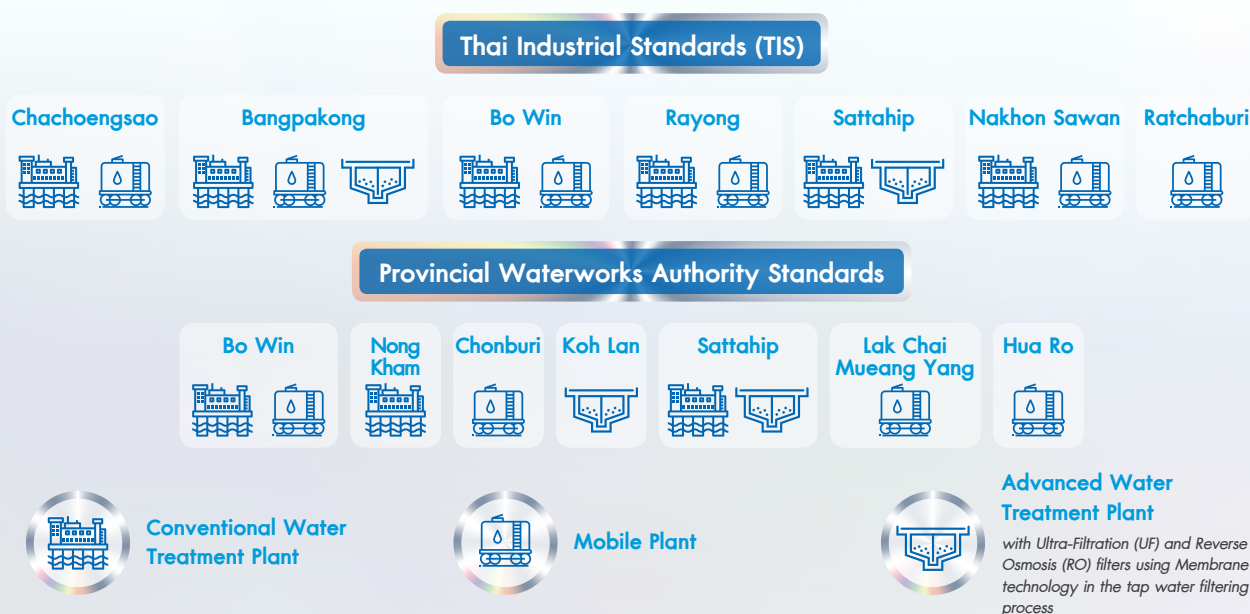 Thai Industrial Standards (TIS)
Chachoengsao
Bangpakong
Bo Win
Rayong
Sattahip
Nakhon Sawan
Ratchaburi
Provincial Waterworks Authority Standards
Bo Win
Nong
Kham
Chonburi
Koh Lan
Sattahip
Lak Chai
Mueang Yang
Hua Ro
Conventional Water
Treatment Plant
Mobile Plant
Advanced Water
Treatment Plant
with Ultra-Filtration (UF) and Reverse
Osmosis (RO) filters using Membrane
technology in the tap water filtering
process